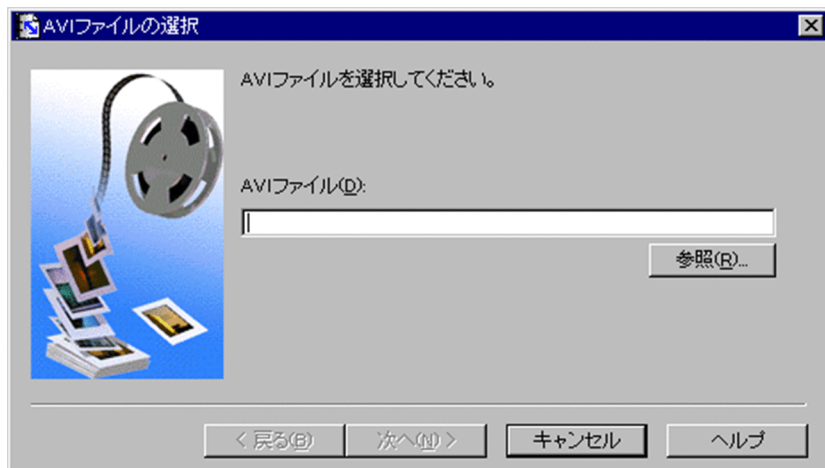 AVIファイルの選択
AVIファイルを選択してください。
AVIファイル(D):
参照(R)...
< 戻る(B) 次へ(N) > キャンセル ヘルプ